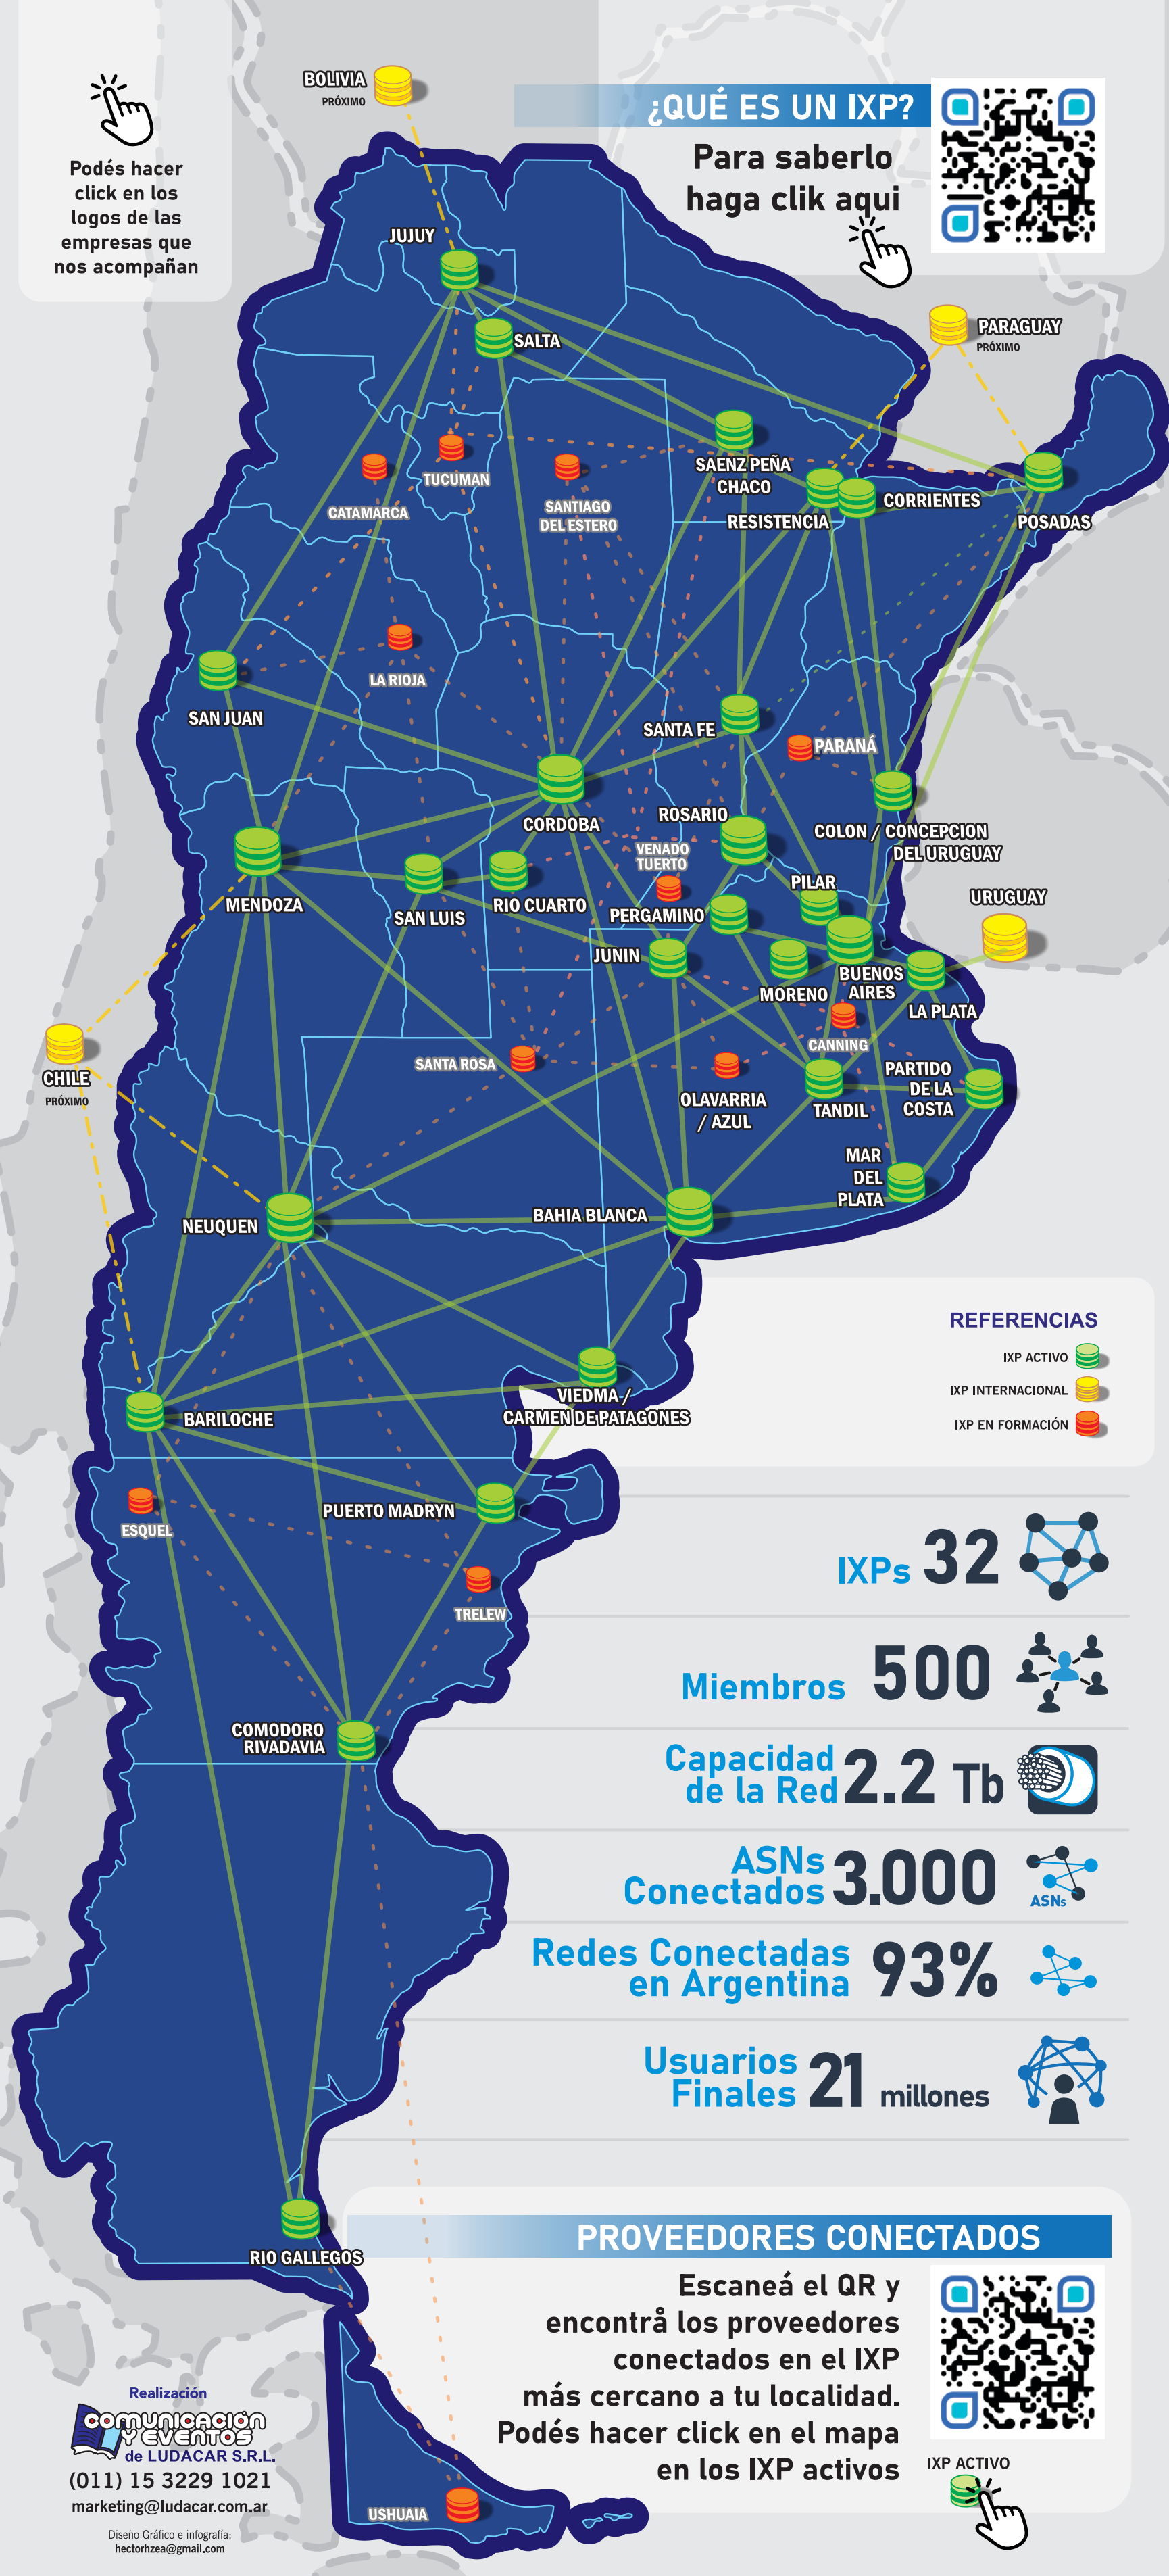 BOLIVIA
PRÓXIMO
¿QUÉ ES UN IXP?
Para saberlo
haga clik aqui
Podés hacer
click en los
logos de las
empresas que
nos acompañan
JUJUY
SALTA
PARAGUAY
PRÓXIMO
SAENZ PEÑA
CHACO
TUCUMAN
CATAMARCA
SANTIAGO
DEL ESTERO
CORRIENTES
RESISTENCIA
POSADAS
LA RIOJA
SAN JUAN
SANTA FE
PARANÁ
CORDOBA
ROSARIO
COLON / CONCEPCION
DEL URUGUAY
VENADO
TUERTO
PILAR
URUGUAY
MENDOZA
SAN LUIS
RIO CUARTO
PERGAMINO
JUNIN
BUENOS
AIRES
MORENO
LA PLATA
CANNING
SANTA ROSA
CHILE
PRÓXIMO
OLAVARRIA
/ AZUL
TANDIL
PARTIDO
DE LA
COSTA
MAR
DEL
PLATA
NEUQUEN
BAHIA BLANCA
REFERENCIAS
IXP ACTIVO
IXP INTERNACIONAL
IXP EN FORMACIÓN
VIEDMA /
CARMEN DE PATAGONES
BARILOCHE
PUERTO MADRYN
ESQUEL
TRELEW
IXPs 32
Miembros 500
COMODORO
RIVADAVIA
Capacidad
de la Red 2.2 Tb
ASNs
Conectados 3.000
ASNs
Redes Conectadas
en Argentina 93%
Usuarios
Finales 21 millones
RIO GALLEGOS
PROVEEDORES CONECTADOS
Escaneá el QR y
encontrå los proveedores
conectados en el IXP
más cercano a tu localidad.
Podés hacer click en el mapa
en los IXP activos
IXP ACTIVO
USHUAIA
Realización
COMUNICACIÓN
Y EVENTOS
de LUDACAR S.R.L.
(011) 15 3229 1021
marketing@ludacar.com.ar
Diseño Gráfico e infografía:
hectorhzea@gmail.com